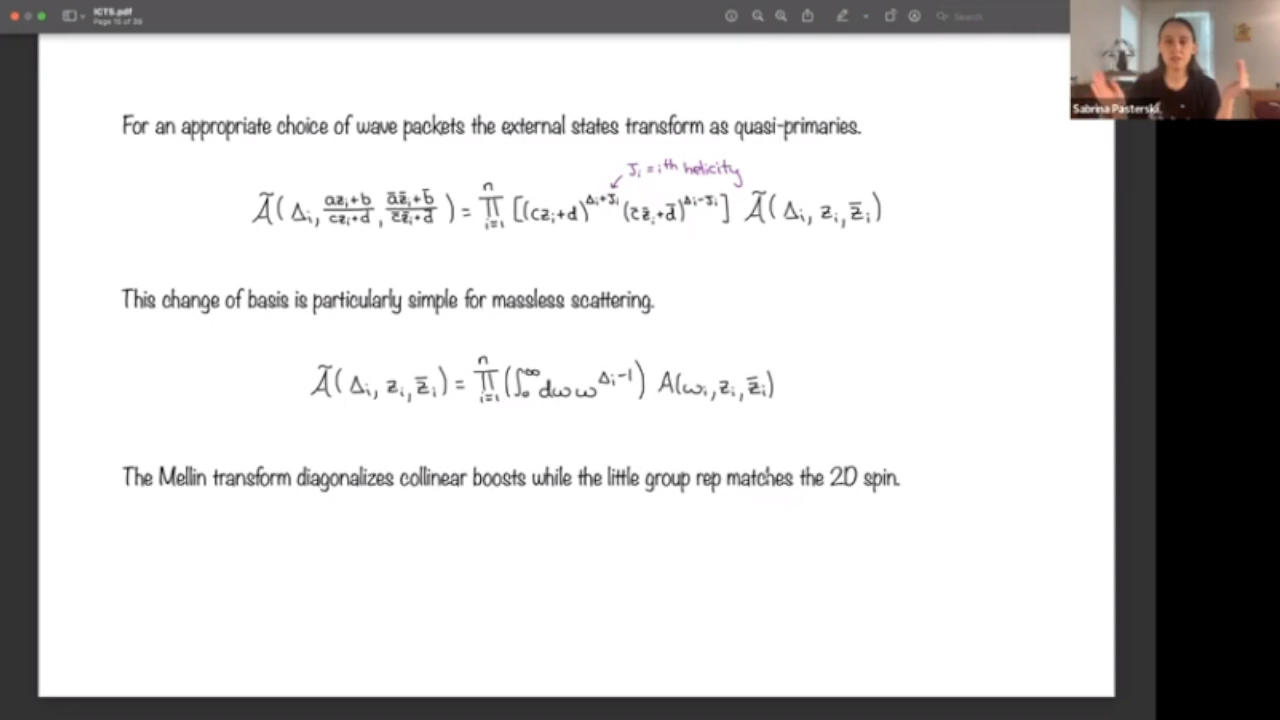 ICTS.pdf
Page 15 of 39
Search
Sabrina Pasterski
For an appropriate choice of wave packets the external states transform as quasi-primaries.
J_i = ith helicity
Ã(Δ_i, (az_i+b)/(cz_i+d), (āz̄_i+b̄)/(c̄z̄_i+d̄)) = ∏_{i=1}^{n} [(cz_i+d)^{Δ_i+J_i} (c̄z̄_i+d̄)^{Δ_i-J_i}] Ã(Δ_i, z_i, z̄_i)
This change of basis is particularly simple for massless scattering.
Ã(Δ_i, z_i, z̄_i) = ∏_{i=1}^{n} (∫_0^∞ dω ω^{Δ_i-1}) A(ω_i, z_i, z̄_i)
The Mellin transform diagonalizes collinear boosts while the little group rep matches the 2D spin.